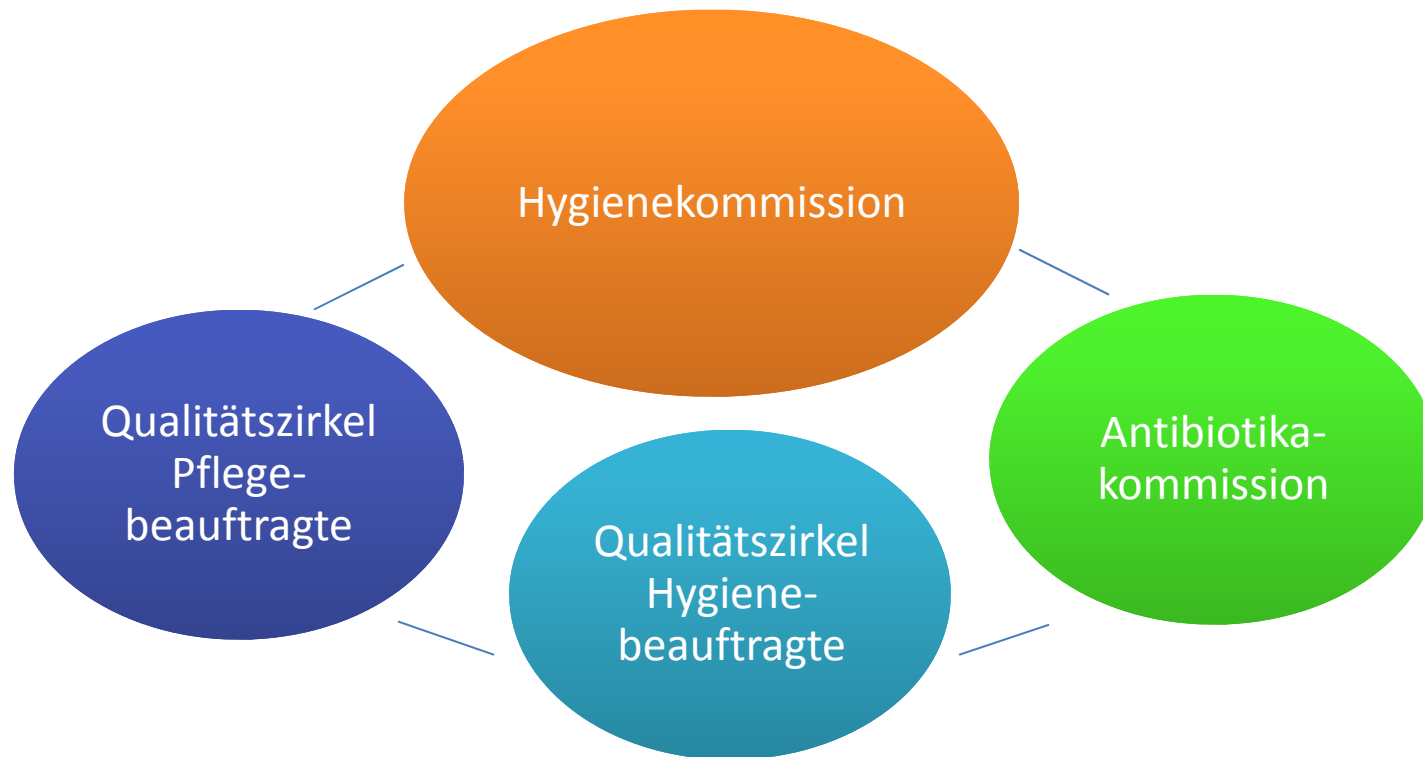 Hygienekommission
Qualitätszirkel
Pflege-
beauftragte
Qualitätszirkel
Hygiene-
beauftragte
Antibiotika-
kommission